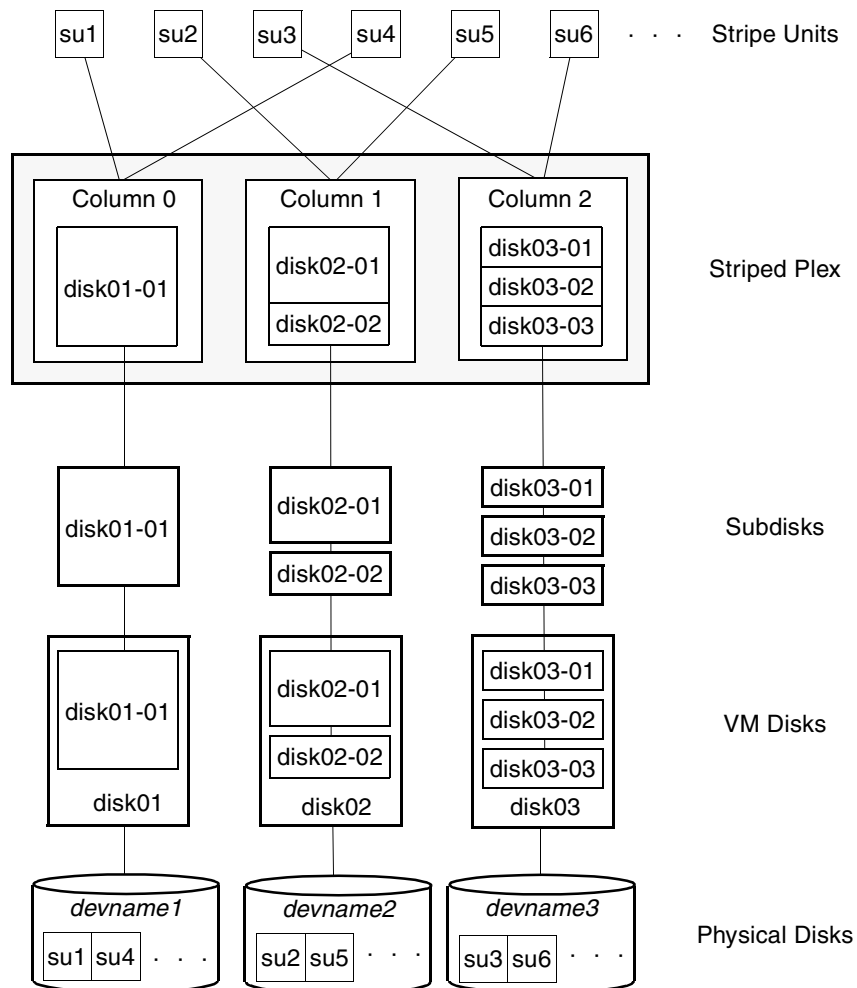 su1 su2 su3 su4 su5 su6 · · · Stripe Units
Column 0 Column 1 Column 2
disk01-01
disk02-01
disk02-02
disk03-01
disk03-02
disk03-03
Striped Plex
disk01-01
disk02-01
disk02-02
disk03-01
disk03-02
disk03-03
Subdisks
disk01-01
disk01
disk02-01
disk02-02
disk02
disk03-01
disk03-02
disk03-03
disk03
VM Disks
devname1
su1 su4 · · ·
devname2
su2 su5 · · ·
devname3
su3 su6 · · ·
Physical Disks